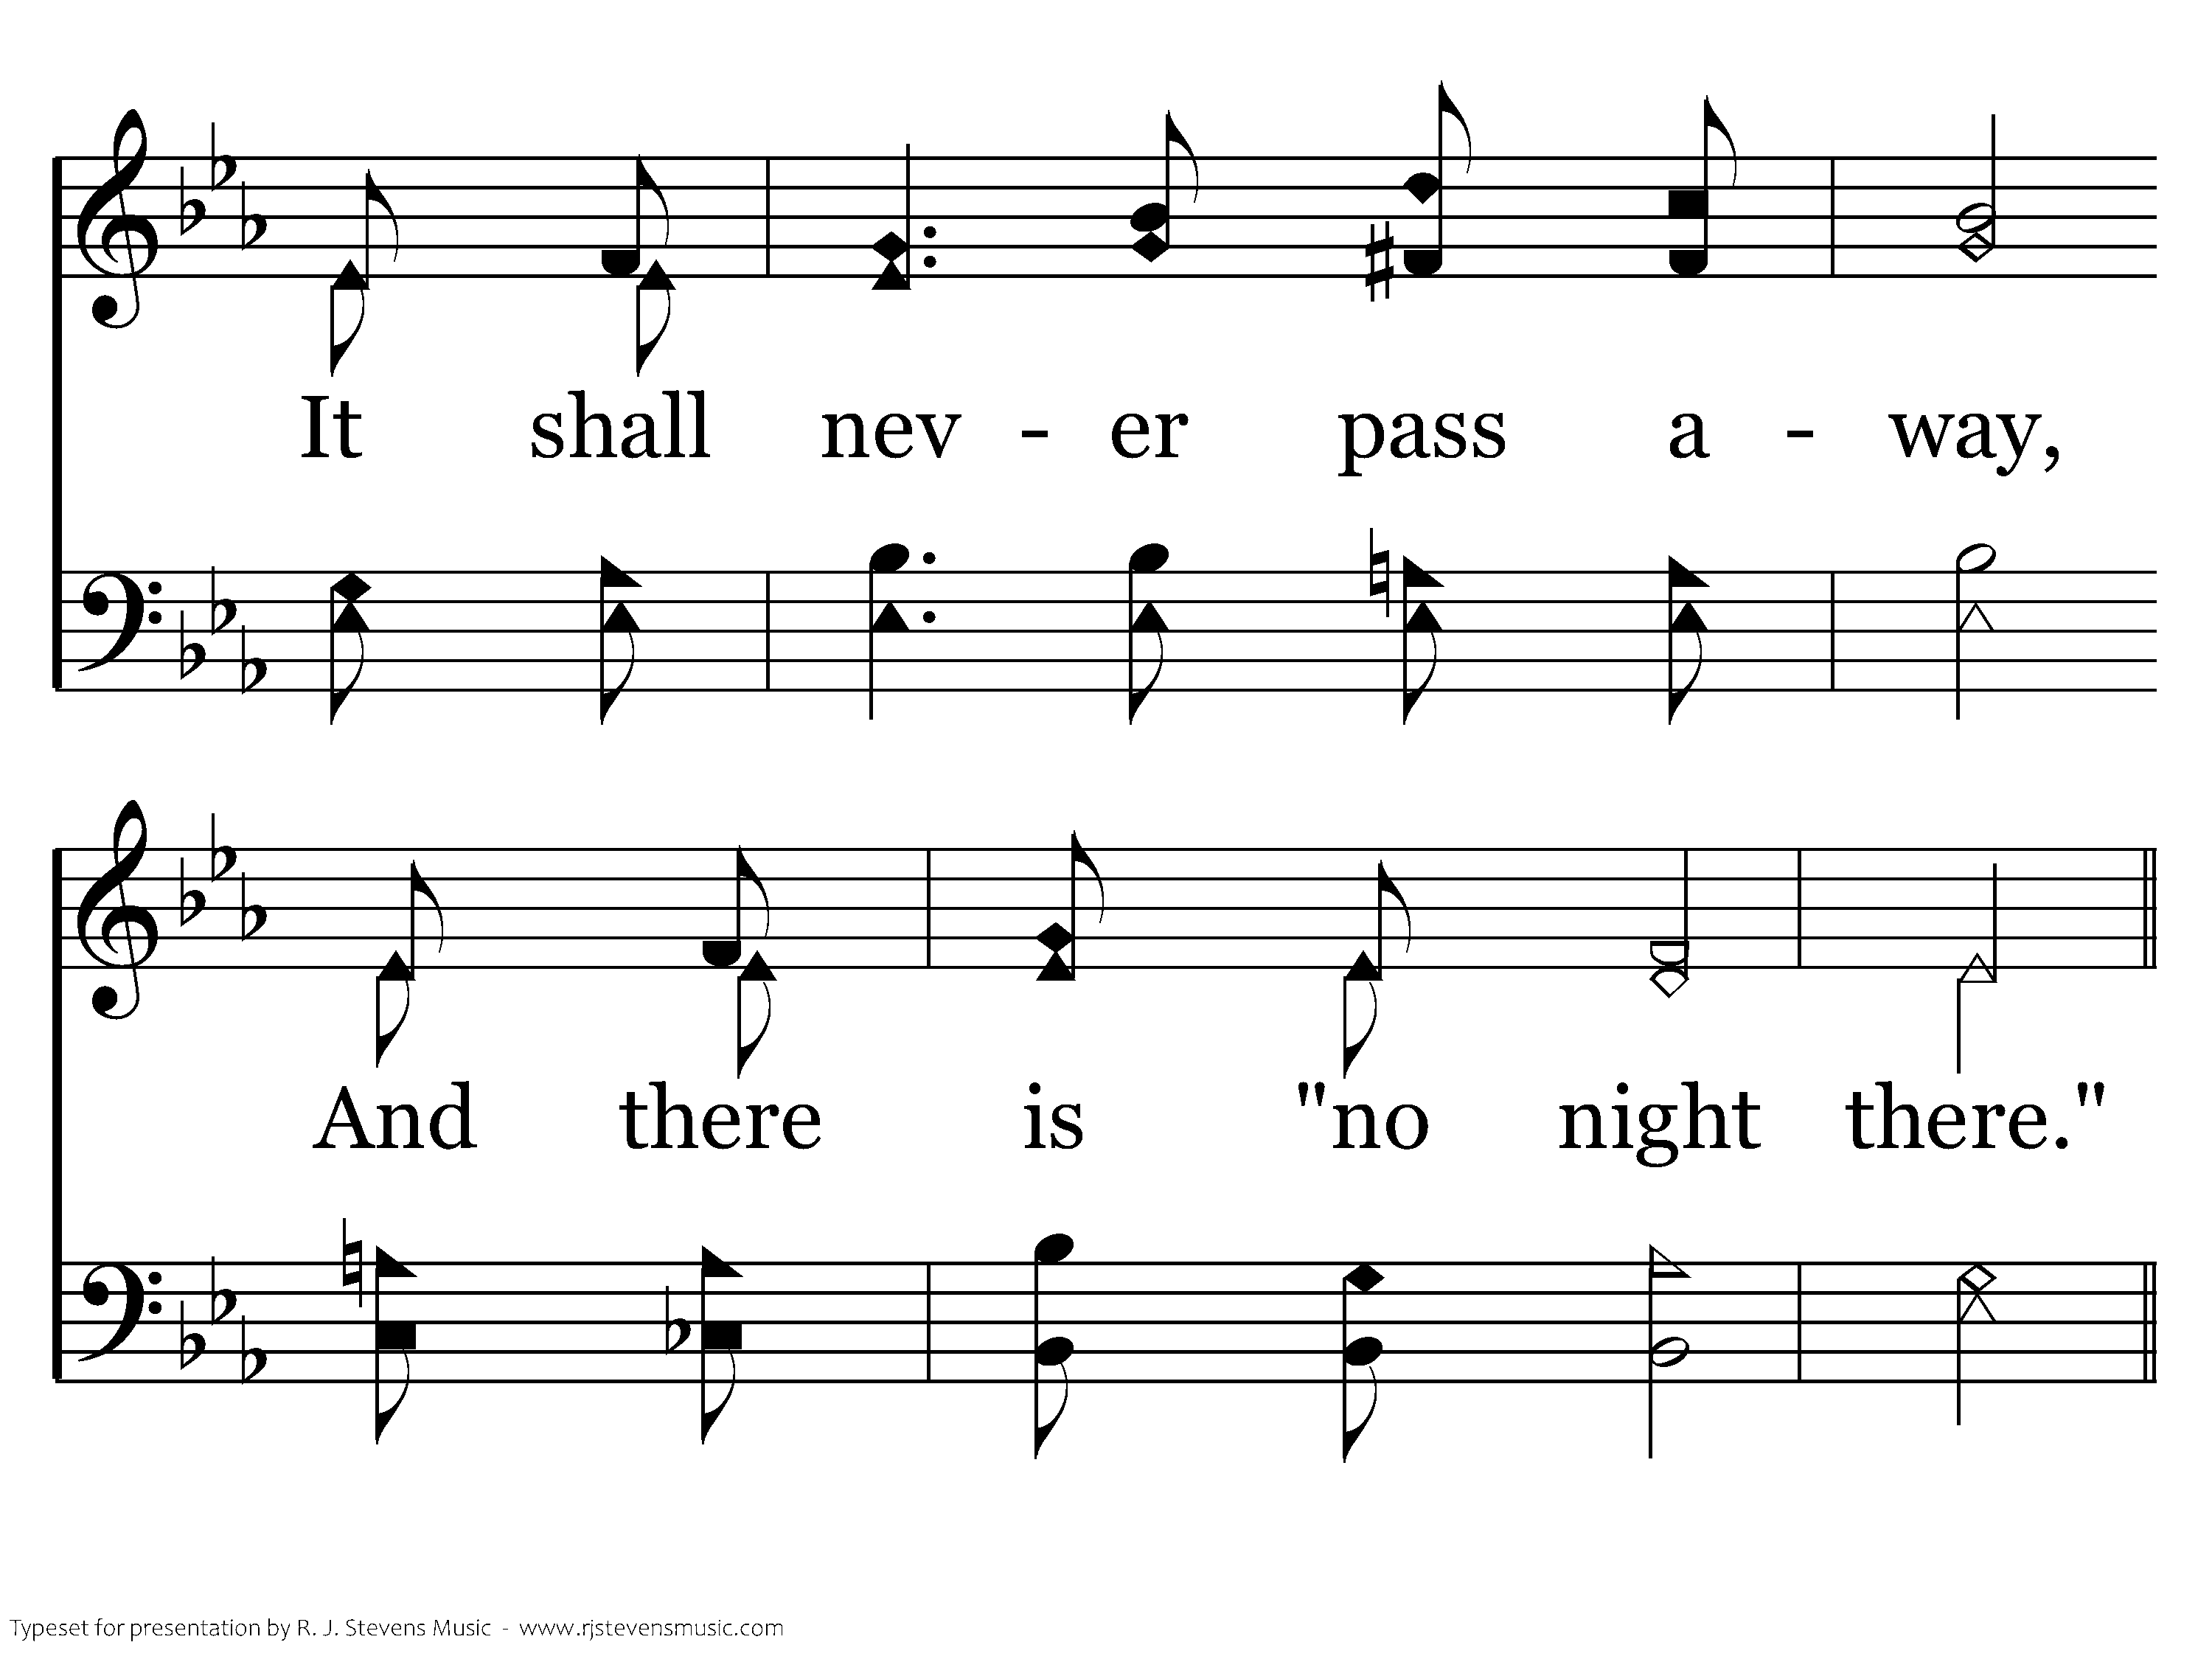 It shall nev - er pass a - way,
And there is "no night there."
Typeset for presentation by R. J. Stevens Music - www.rjstevensmusic.com